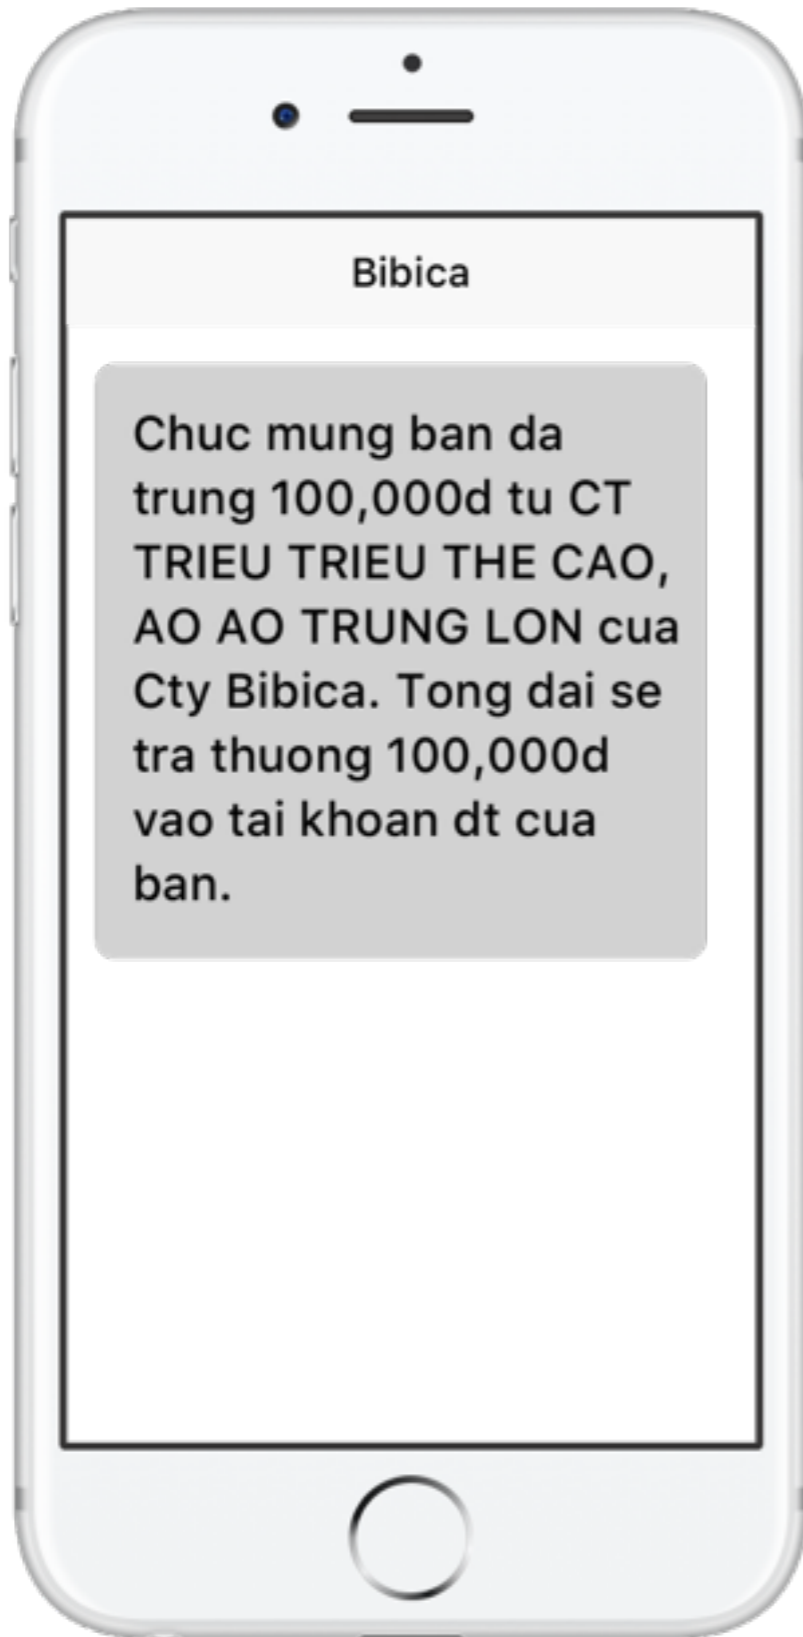 Bibica
Chuc mung ban da
trung 100,000d tu CT
TRIEU TRIEU THE CAO,
AO AO TRUNG LON cua
Cty Bibica. Tong dai se
tra thuong 100,000d
vao tai khoan dt cua
ban.